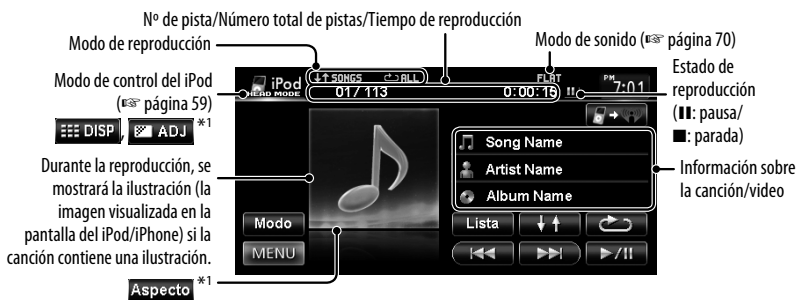 Nº de pista/Número total de pistas/Tiempo de reproducción
Modo de reproducción
Modo de sonido (☞ página 70)
Modo de control del iPod
(☞ página 59)
DISP, ADJ *1
Durante la reproducción, se
mostrará la ilustración (la
imagen visualizada en la
pantalla del iPod/iPhone) si la
canción contiene una ilustración.
Aspecto *1
iPod
HEAD MODE
↓↑ SONGS ALL
01/ 113
0:00:15 II
FLAT
PM 7:01
Song Name
Artist Name
Album Name
Modo
MENU
Lista
Estado de
reproducción
(II: pausa/
■: parada)
Información sobre
la canción/video